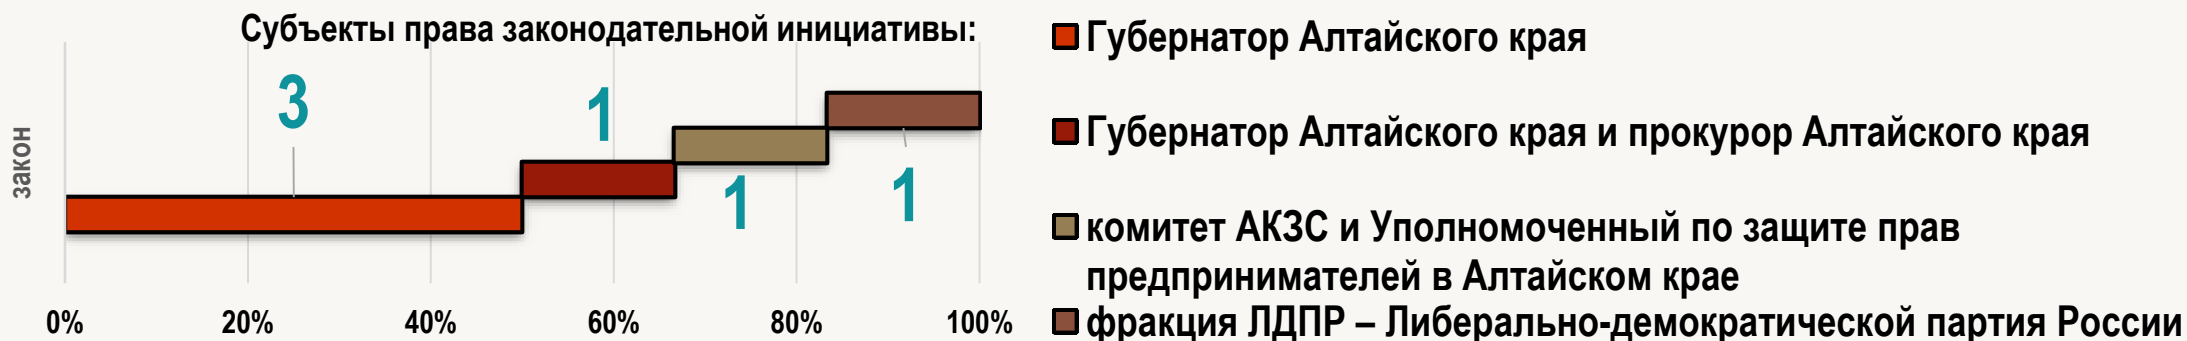 Субъекты права законодательной инициативы:
3
1
1
1
закон
0%
20%
40%
60%
80%
100%
Губернатор Алтайского края
Губернатор Алтайского края и прокурор Алтайского края
комитет АКЗС и Уполномоченный по защите прав
предпринимателей в Алтайском крае
фракция ЛДПР – Либерально-демократической партия России